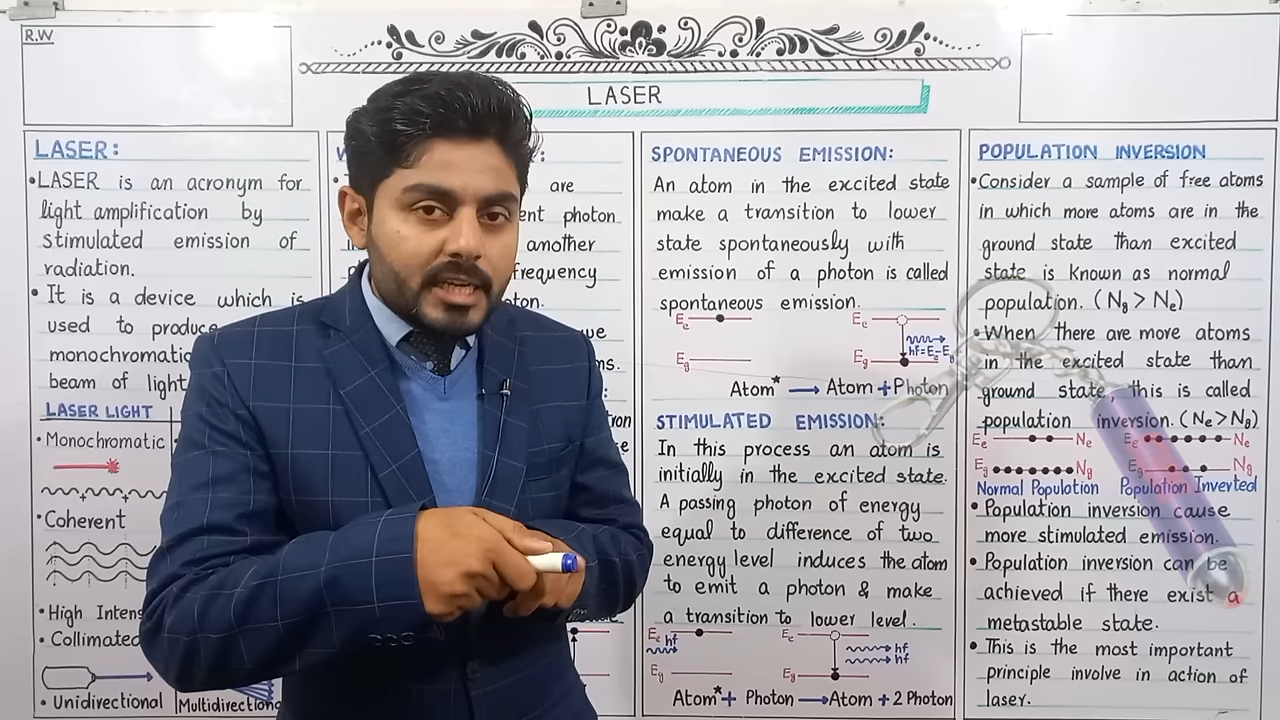 R.W
LASER
LASER:
•LASER is an acronym for
light amplification by
stimulated emission of
radiation.
• It is a device which is
used to produce
monochromatic
beam of light
LASER LIGHT
• Monochromatic
• Coherent
• High Intens
• Collimated
• Unidirectional
Multidirectiona
are
ent photon
another
frequency
ton.
we
ms.
tron
SPONTANEOUS EMISSION:
An atom in the excited state
make a transition to lower
state spontaneously with
emission of a photon is called
spontaneous emission.
Ee Ee
hf=Ee-Eg
Eg Eg
Atom* → Atom + Photon
STIMULATED EMISSION:
In this process an atom is
initially in the excited state.
A passing photon of energy
equal to difference of two
energy level induces the atom
to emit a photon & make
a transition to lower level.
Ee Ee
hf hf
hf
Eg Eg
Atom* + Photon → Atom + 2 Photon
POPULATION INVERSION
•Consider a sample of free atoms
in which more atoms are in the
ground state than excited
state is known as normal
population. (Ng > Ne)
•When there are more atoms
in the excited state than
ground state, this is called
population inversion. (Ne > Ng)
Ee Ne Ee Ne
Eg Ng Eg Ng
Normal Population Population Inverted
• Population inversion cause
more stimulated emission.
• Population inversion can be
achieved if there exist a
metastable state.
• This is the most important
principle involve in action of
laser.